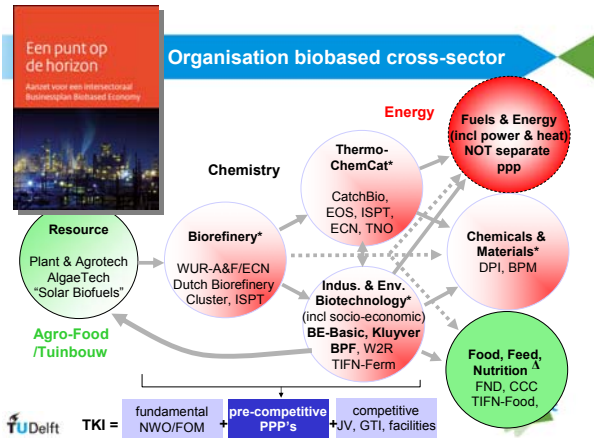 Een punt op
de horizon
Aanzet voor een intersectoraal
Businessplan Biobased Economy
Organisation biobased cross-sector
Energy
Fuels & Energy
(incl power & heat)
NOT separate
ppp
Thermo-
ChemCat*
CatchBio,
EOS, ISPT,
ECN, TNO
Chemistry
Resource
Plant & Agrotech
AlgaeTech
“Solar Biofuels”
Biorefinery*
WUR-A&F/ECN
Dutch Biorefinery
Cluster, ISPT
Chemicals &
Materials*
DPI, BPM
Indus. & Env.
Biotechnology*
(incl socio-economic)
BE-Basic, Kluyver
BPF, W2R
TIFN-Ferm
Agro-Food
/Tuinbouw
Food, Feed,
Nutrition Δ
FND, CCC
TIFN-Food,
TKI =
fundamental
NWO/FOM
+
pre-competitive
PPP's
+
competitive
JV, GTI, facilities
TUDelft